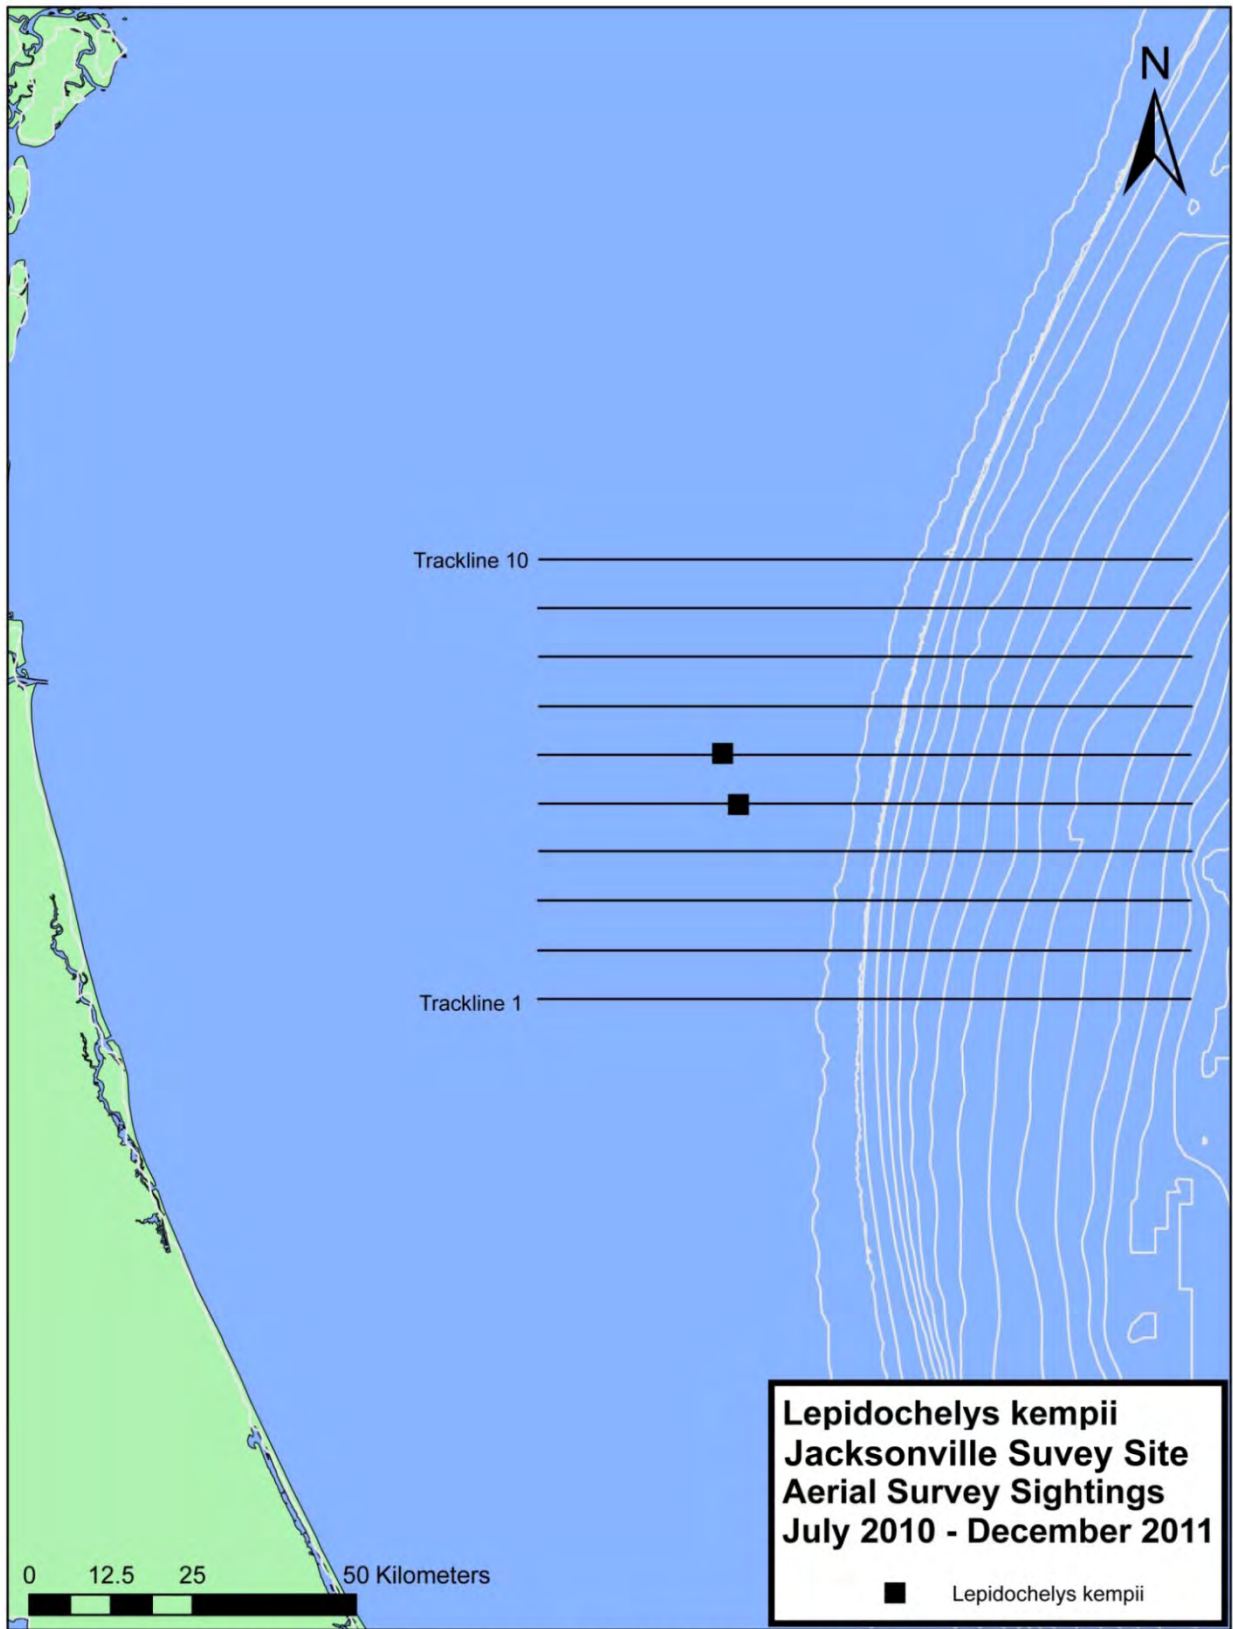 N
Trackline 10
Trackline 1
Lepidochelys kempii
Jacksonville Suvey Site
Aerial Survey Sightings
July 2010 - December 2011
Lepidochelys kempii
0 12.5 25 50 Kilometers